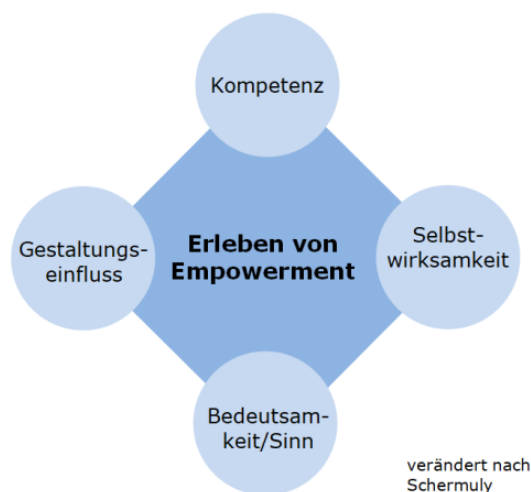 Kompetenz
Gestaltungs-
einfluss
Erleben von
Empowerment
Selbst-
wirksamkeit
Bedeutsam-
keit/Sinn
verändert nach
Schermuly